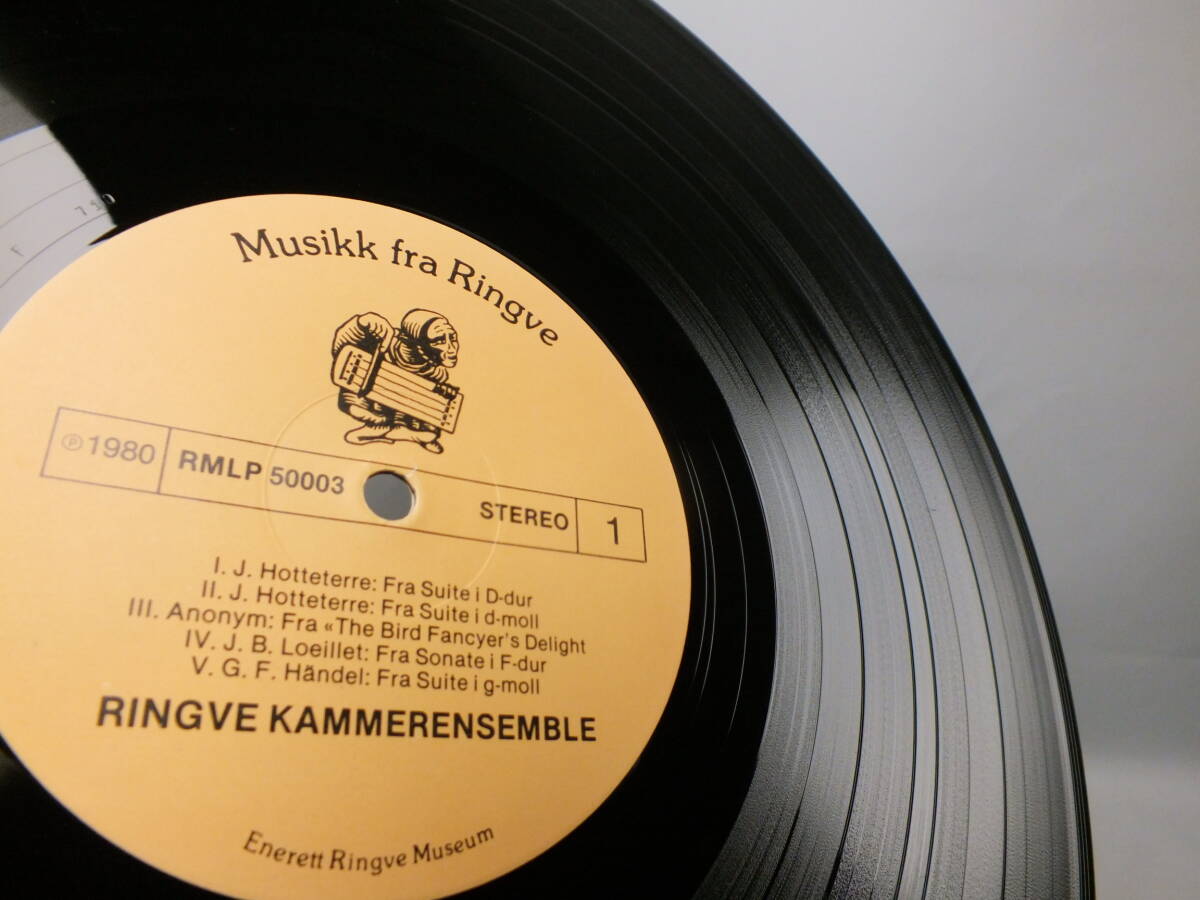 Musikk fra Ringve
℗ 1980 RMLP 50003 STEREO 1
I. J. Hotteterre: Fra Suite i D-dur
II. J. Hotteterre: Fra Suite i d-moll
III. Anonym: Fra «The Bird Fancyer's Delight
IV. J. B. Loeillet: Fra Sonate i F-dur
V. G. F. Händel: Fra Suite i g-moll
RINGVE KAMMERENSEMBLE
Enerett Ringve Museum